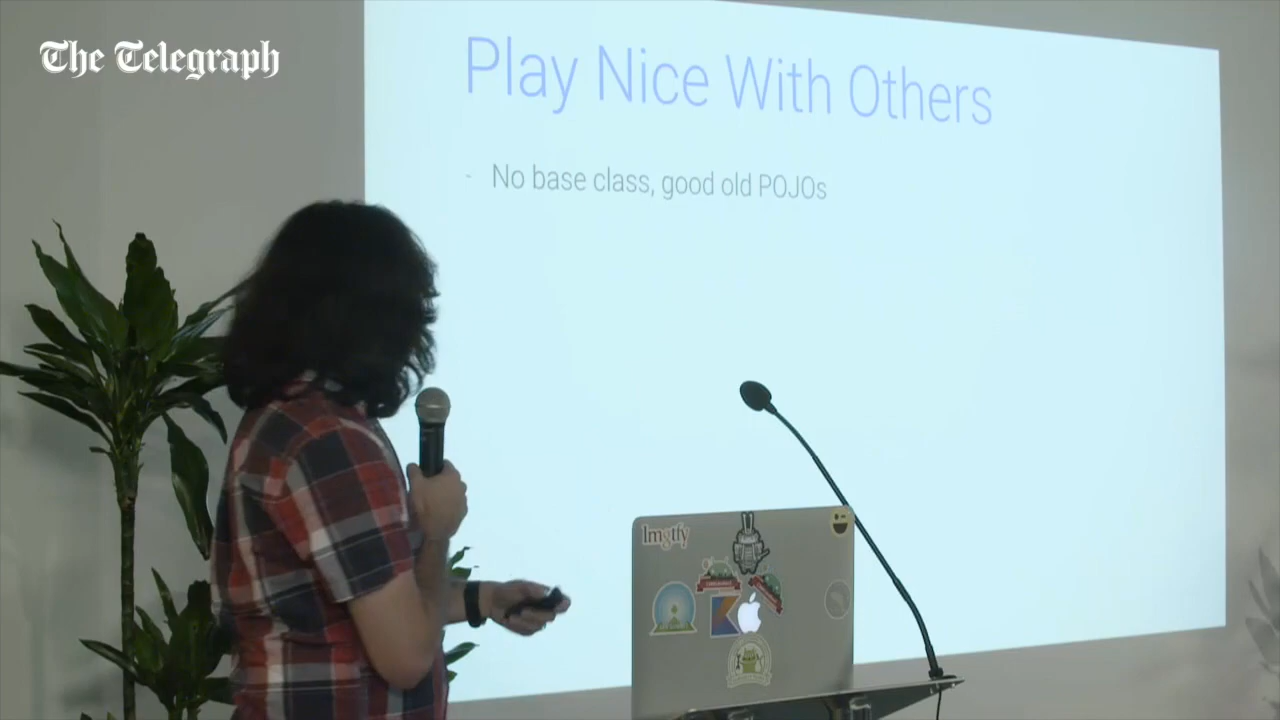 The Telegraph
Play Nice With Others
- No base class, good old POJOs
lmgtfy